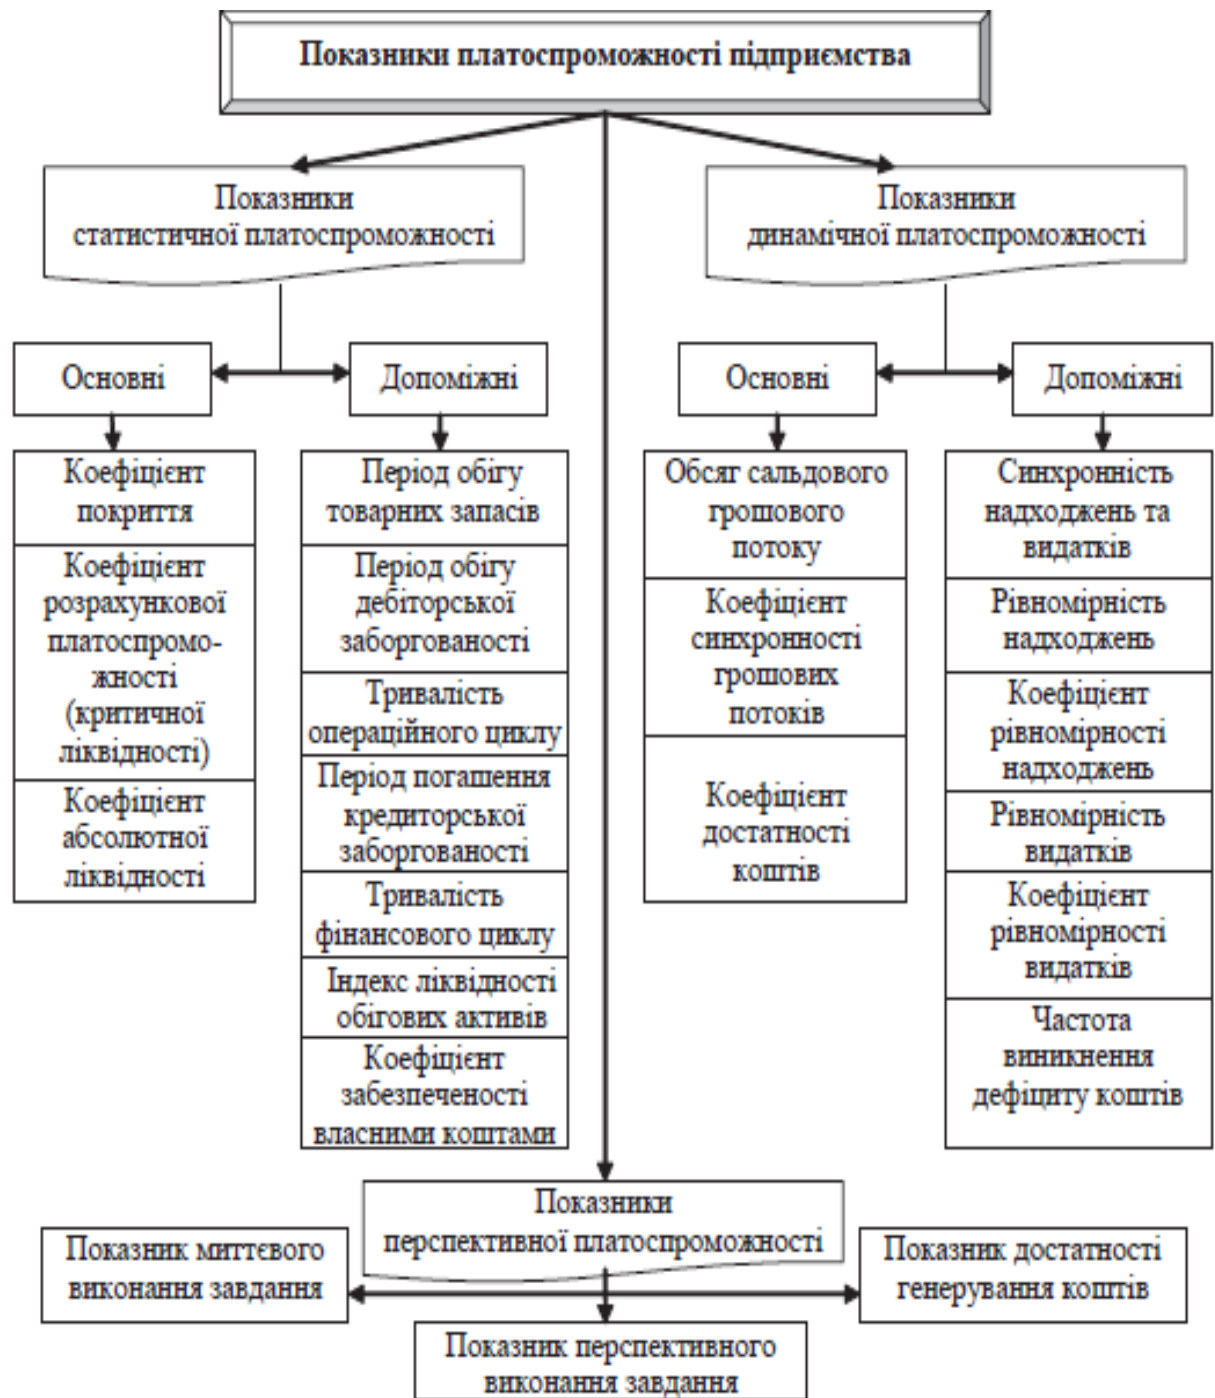 Показники платоспроможності підприємства
Показники
статистичної платоспроможності
Показники
динамічної платоспроможності
Основні
Допоміжні
Основні
Допоміжні
Коефіцієнт
покриття
Коефіцієнт
розрахункової
платоспромо-
жності
(критичної
ліквідності)
Коефіцієнт
абсолютної
ліквідності
Період обігу
товарних запасів
Період обігу
дебіторської
заборгованості
Тривалість
операційного циклу
Період погашення
кредиторської
заборгованості
Тривалість
фінансового циклу
Індекс ліквідності
обігових активів
Коефіцієнт
забезпеченості
власними коштами
Обсяг сальдового
грошового
потоку
Коефіцієнт
синхронності
грошових
потоків
Коефіцієнт
достатності
коштів
Синхронність
надходжень та
видатків
Рівномірність
надходжень
Коефіцієнт
рівномірності
надходжень
Рівномірність
видатків
Коефіцієнт
рівномірності
видатків
Частота
виникнення
дефіциту коштів
Показники
перспективної платоспроможності
Показник миттєвого
виконання завдання
Показник достатності
генерування коштів
Показник перспективного
виконання завдання